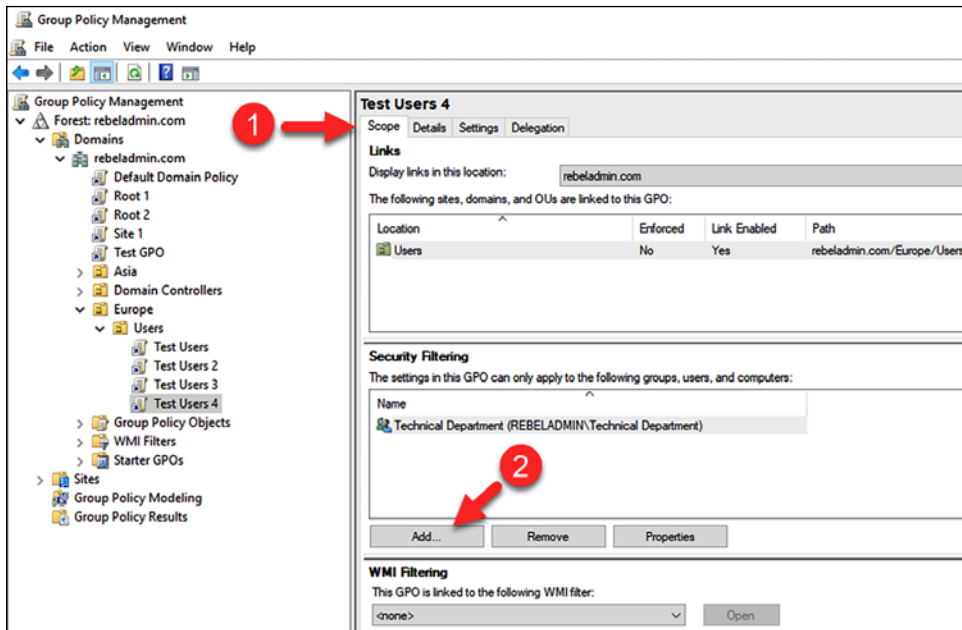 Group Policy Management
File Action View Window Help
Group Policy Management
Forest: rebeladmin.com
Domains
rebeladmin.com
Default Domain Policy
Root 1
Root 2
Site 1
Test GPO
Asia
Domain Controllers
Europe
Users
Test Users
Test Users 2
Test Users 3
Test Users 4
Group Policy Objects
WMI Filters
Starter GPOs
Sites
Group Policy Modeling
Group Policy Results
1
Test Users 4
Scope Details Settings Delegation
Links
Display links in this location: rebeladmin.com
The following sites, domains, and OUs are linked to this GPO:
Location Enforced Link Enabled Path
Users No Yes rebeladmin.com/Europe/Users
Security Filtering
The settings in this GPO can only apply to the following groups, users, and computers:
Name
Technical Department (REBELADMIN\Technical Department)
2
Add... Remove Properties
WMI Filtering
This GPO is linked to the following WMI filter:
<none> Open